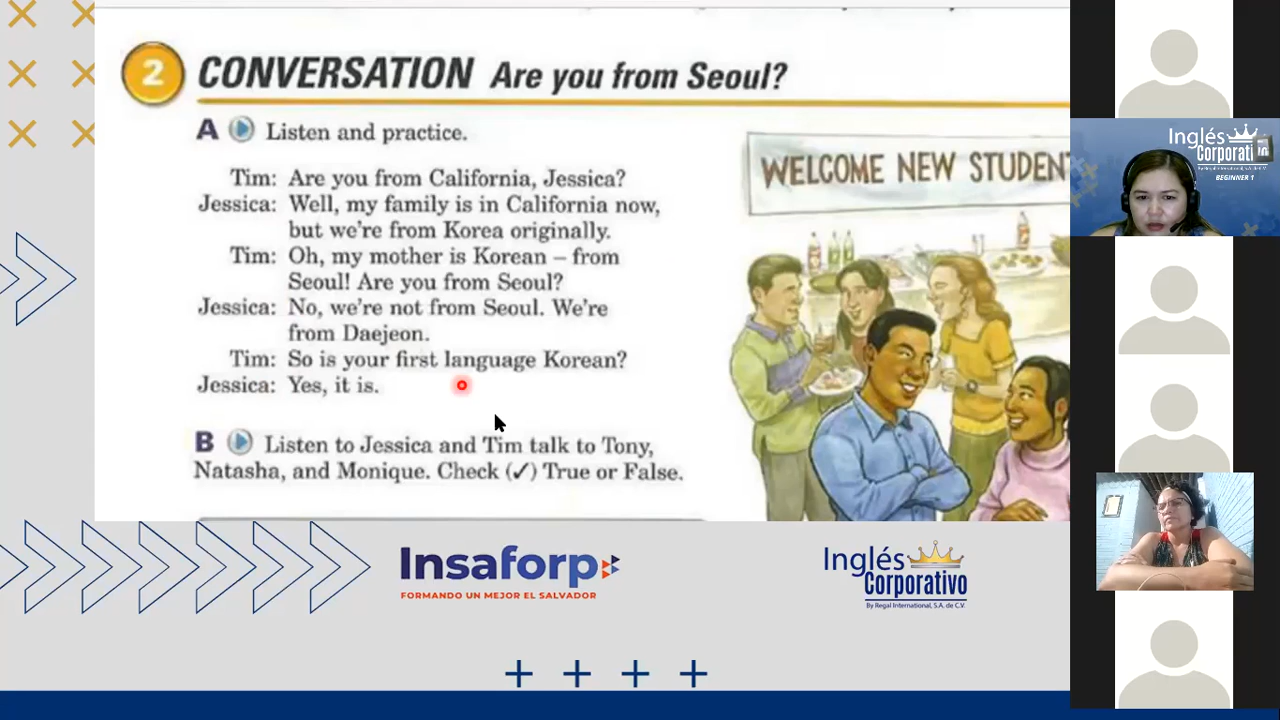 2 CONVERSATION Are you from Seoul?
A Listen and practice.
Tim: Are you from California, Jessica?
Jessica: Well, my family is in California now,
but we're from Korea originally.
Tim: Oh, my mother is Korean – from
Seoul! Are you from Seoul?
Jessica: No, we're not from Seoul. We're
from Daejeon.
Tim: So is your first language Korean?
Jessica: Yes, it is.
B Listen to Jessica and Tim talk to Tony,
Natasha, and Monique. Check (✓) True or False.
WELCOME NEW STUDEN
Insaforp
FORMANDO UN MEJOR EL SALVADOR
Inglés
Corporativo
By Regal International, S.A. de C.V.
Inglés
Corporati
BEGINNER 1